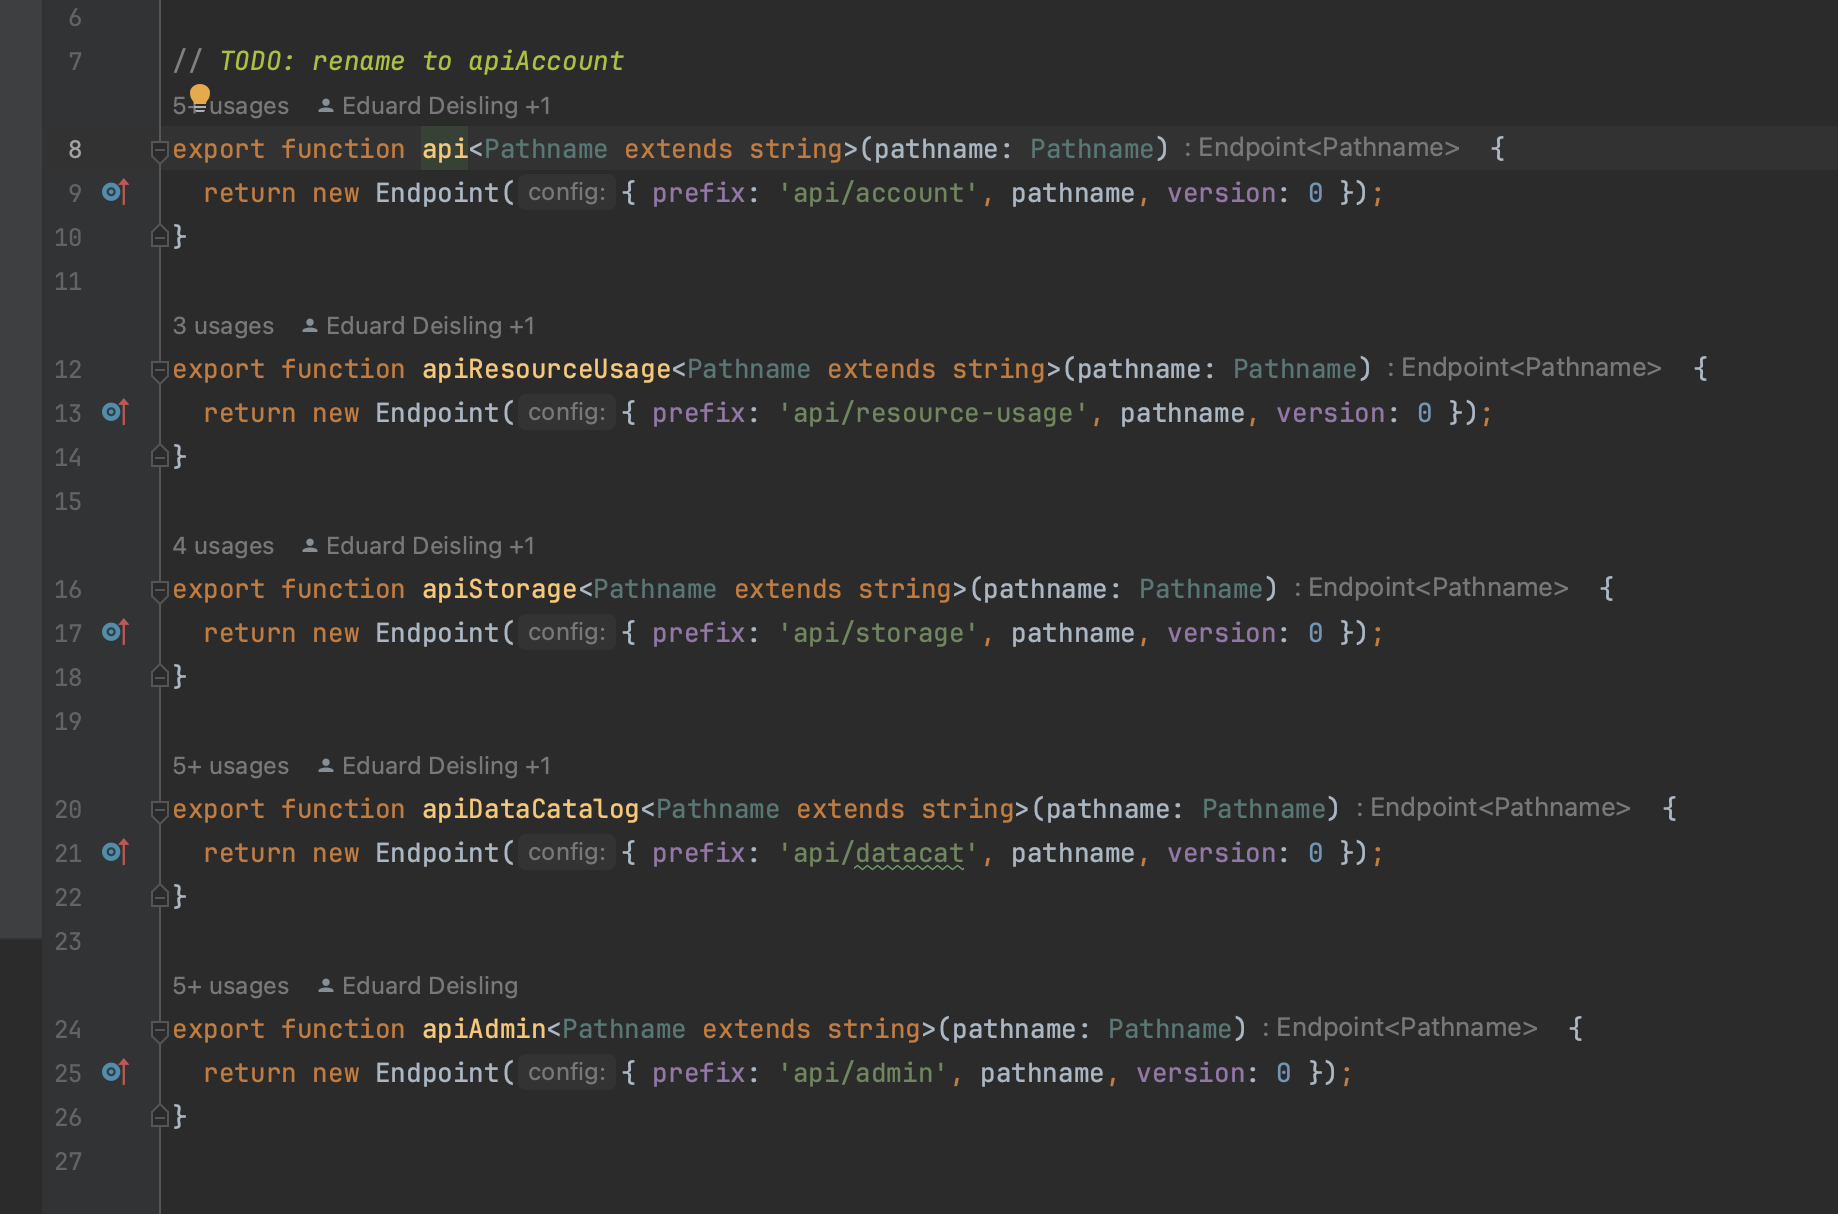 6
7 // TODO: rename to apiAccount
5+ usages Eduard Deisling +1
8 export function api<Pathname extends string>(pathname: Pathname) : Endpoint<Pathname> {
9 return new Endpoint( config: { prefix: 'api/account', pathname, version: 0 });
10 }
11
3 usages Eduard Deisling +1
12 export function apiResourceUsage<Pathname extends string>(pathname: Pathname) : Endpoint<Pathname> {
13 return new Endpoint( config: { prefix: 'api/resource-usage', pathname, version: 0 });
14 }
15
4 usages Eduard Deisling +1
16 export function apiStorage<Pathname extends string>(pathname: Pathname) : Endpoint<Pathname> {
17 return new Endpoint( config: { prefix: 'api/storage', pathname, version: 0 });
18 }
19
5+ usages Eduard Deisling +1
20 export function apiDataCatalog<Pathname extends string>(pathname: Pathname) : Endpoint<Pathname> {
21 return new Endpoint( config: { prefix: 'api/datacat', pathname, version: 0 });
22 }
23
5+ usages Eduard Deisling
24 export function apiAdmin<Pathname extends string>(pathname: Pathname) : Endpoint<Pathname> {
25 return new Endpoint( config: { prefix: 'api/admin', pathname, version: 0 });
26 }
27